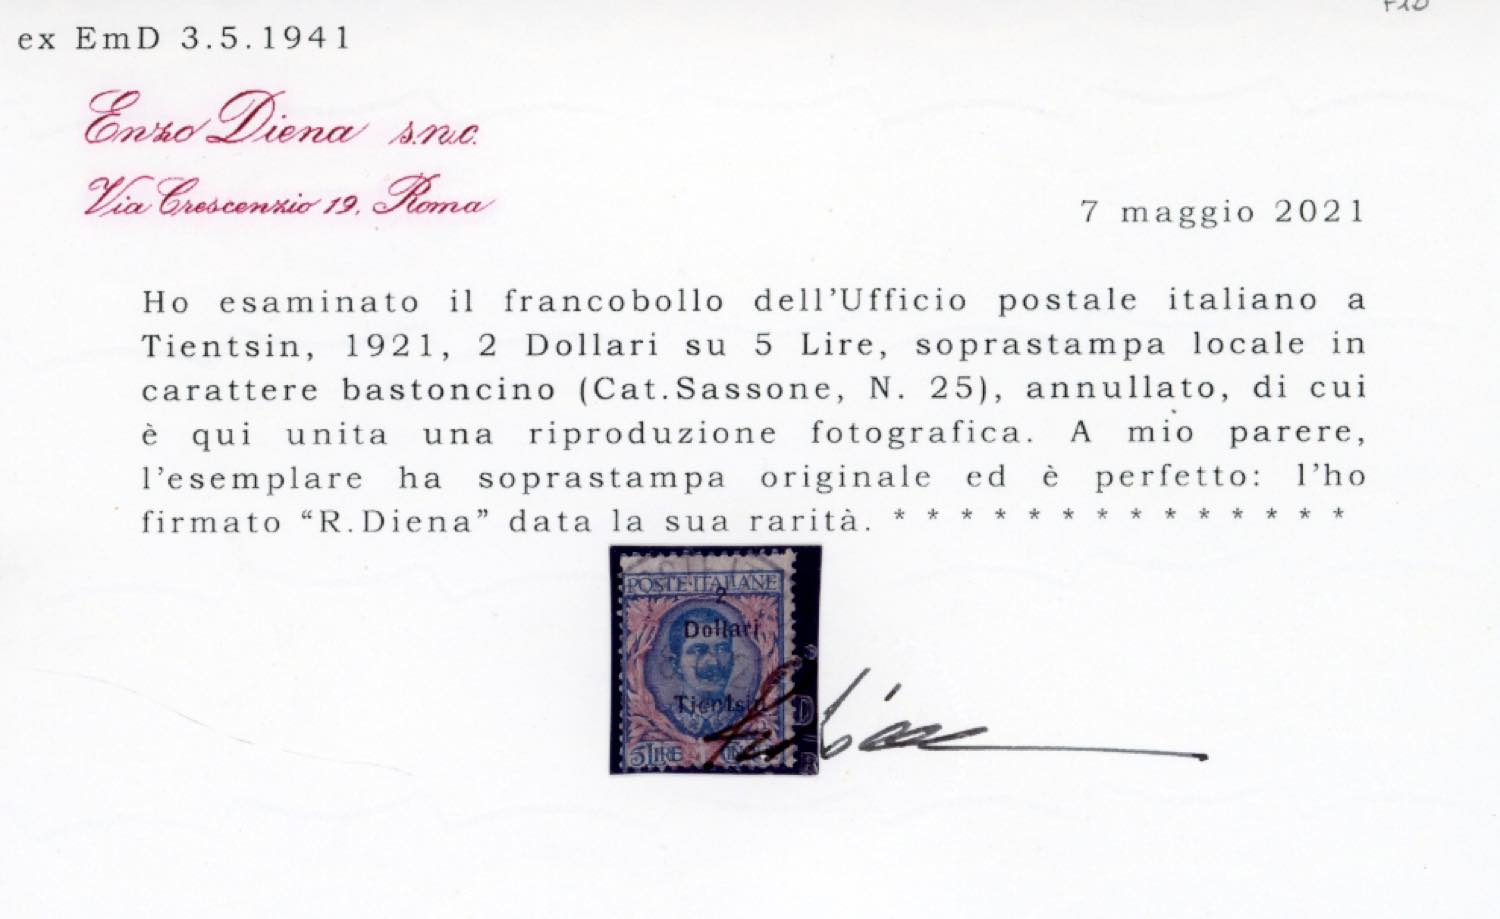 ex EmD 3.5.1941
Enzo Diena s.n.c.
Via Crescenzio 19, Roma
7 maggio 2021
Ho esaminato il francobollo dell'Ufficio postale italiano a
Tientsin, 1921, 2 Dollari su 5 Lire, soprastampa locale in
carattere bastoncino (Cat.Sassone, N. 25), annullato, di cui
è qui unita una riproduzione fotografica. A mio parere,
l'esemplare ha soprastampa originale ed è perfetto: l'ho
firmato “R.Diena” data la sua rarità. * * * * * * * * * * * * * *
POSTE·ITALIANE
2
Dollari
Tientsin
5 LIRE